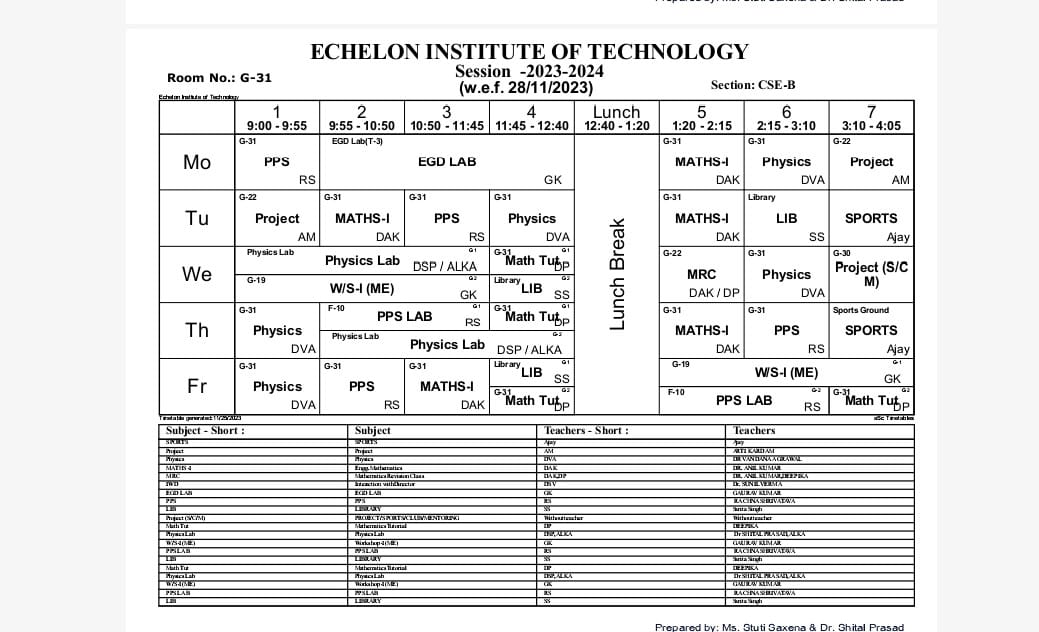 ECHELON INSTITUTE OF TECHNOLOGY
Session -2023-2024
(w.e.f. 28/11/2023)
Room No.: G-31
Section: CSE-B
Echelon Institute of Technology
1 2 3 4 Lunch 5 6 7
9:00 - 9:55 9:55 - 10:50 10:50 - 11:45 11:45 - 12:40 12:40 - 1:20 1:20 - 2:15 2:15 - 3:10 3:10 - 4:05
G-31 EGD Lab(T-3) G-31 G-31 G-22
Mo PPS EGD LAB MATHS-I Physics Project
RS GK DAK DVA AM
G-22 G-31 G-31 G-31 G-31 Library
Tu Project MATHS-I PPS Physics MATHS-I LIB SPORTS
AM DAK RS DVA DAK SS Ajay
Lunch Break
Physics Lab G1 G-31 G1 G-22 G-31 G-30
We Physics Lab DSP / ALKA Math Tut DP MRC Physics Project (S/C M)
G-19 G2 Library G2
W/S-I (ME) GK LIB SS DAK / DP DVA
G-31 F-10 G1 G-31 G1 G-31 G-31 Sports Ground
Th Physics PPS LAB RS Math Tut DP MATHS-I PPS SPORTS
Physics Lab G-2
DVA Physics Lab DSP / ALKA DAK RS Ajay
G-31 G-31 G-31 Library G1 G-19 G-1
Fr Physics PPS MATHS-I LIB SS W/S-I (ME) GK
G-31 G2 F-10 G-2 G-31 G2
DVA RS DAK Math Tut DP PPS LAB RS Math Tut DP
Timetable generated:11/25/2023 aSc Timetables
Subject - Short : Subject Teachers - Short : Teachers
SPORTS SPORTS Ajay Ajay
Project Project AM ARTI KARDAM
Physics Physics DVA DR VANDANA AGRAWAL
MATHS-I Engg.Mathematics DAK DR. ANIL KUMAR
MRC Mathematics Revision Class DAK,DP DR. ANIL KUMAR,DEEPIKA
IWD Interaction with Director DSV Dr. SUNIL VERMA
EGD LAB EGD LAB GK GAURAV KUMAR
PPS PPS RS RACHNA SHRIVATAVA
LIB LIBRARY SS Sarita Singh
Project (S/C/M) PROJECT/SPORTS/CLUB/MENTORING Without teacher Without teacher
Math Tut Mathematics Tutorial DP DEEPIKA
Physics Lab Physics Lab DSP, ALKA Dr SHITAL PRASAD, ALKA
W/S-I (ME) Workshop-I (ME) GK GAURAV KUMAR
PPS LAB PPS LAB RS RACHNA SHRIVATAVA
LIB LIBRARY SS Sarita Singh
Math Tut Mathematics Tutorial DP DEEPIKA
Physics Lab Physics Lab DSP, ALKA Dr SHITAL PRASAD, ALKA
W/S-I (ME) Workshop-I (ME) GK GAURAV KUMAR
PPS LAB PPS LAB RS RACHNA SHRIVATAVA
LIB LIBRARY SS Sarita Singh
Prepared by: Ms. Stuti Saxena & Dr. Shital Prasad